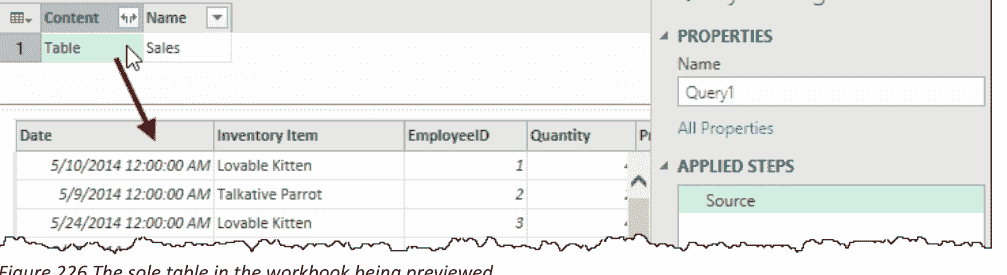 Content Name
1 Table Sales
Date Inventory Item EmployeeID Quantity
5/10/2014 12:00:00 AM Lovable Kitten 1
5/9/2014 12:00:00 AM Talkative Parrot 2
5/24/2014 12:00:00 AM Lovable Kitten 3
PROPERTIES
Name
Query1
All Properties
APPLIED STEPS
Source
Figure 226 The sole table in the workbook being previewed